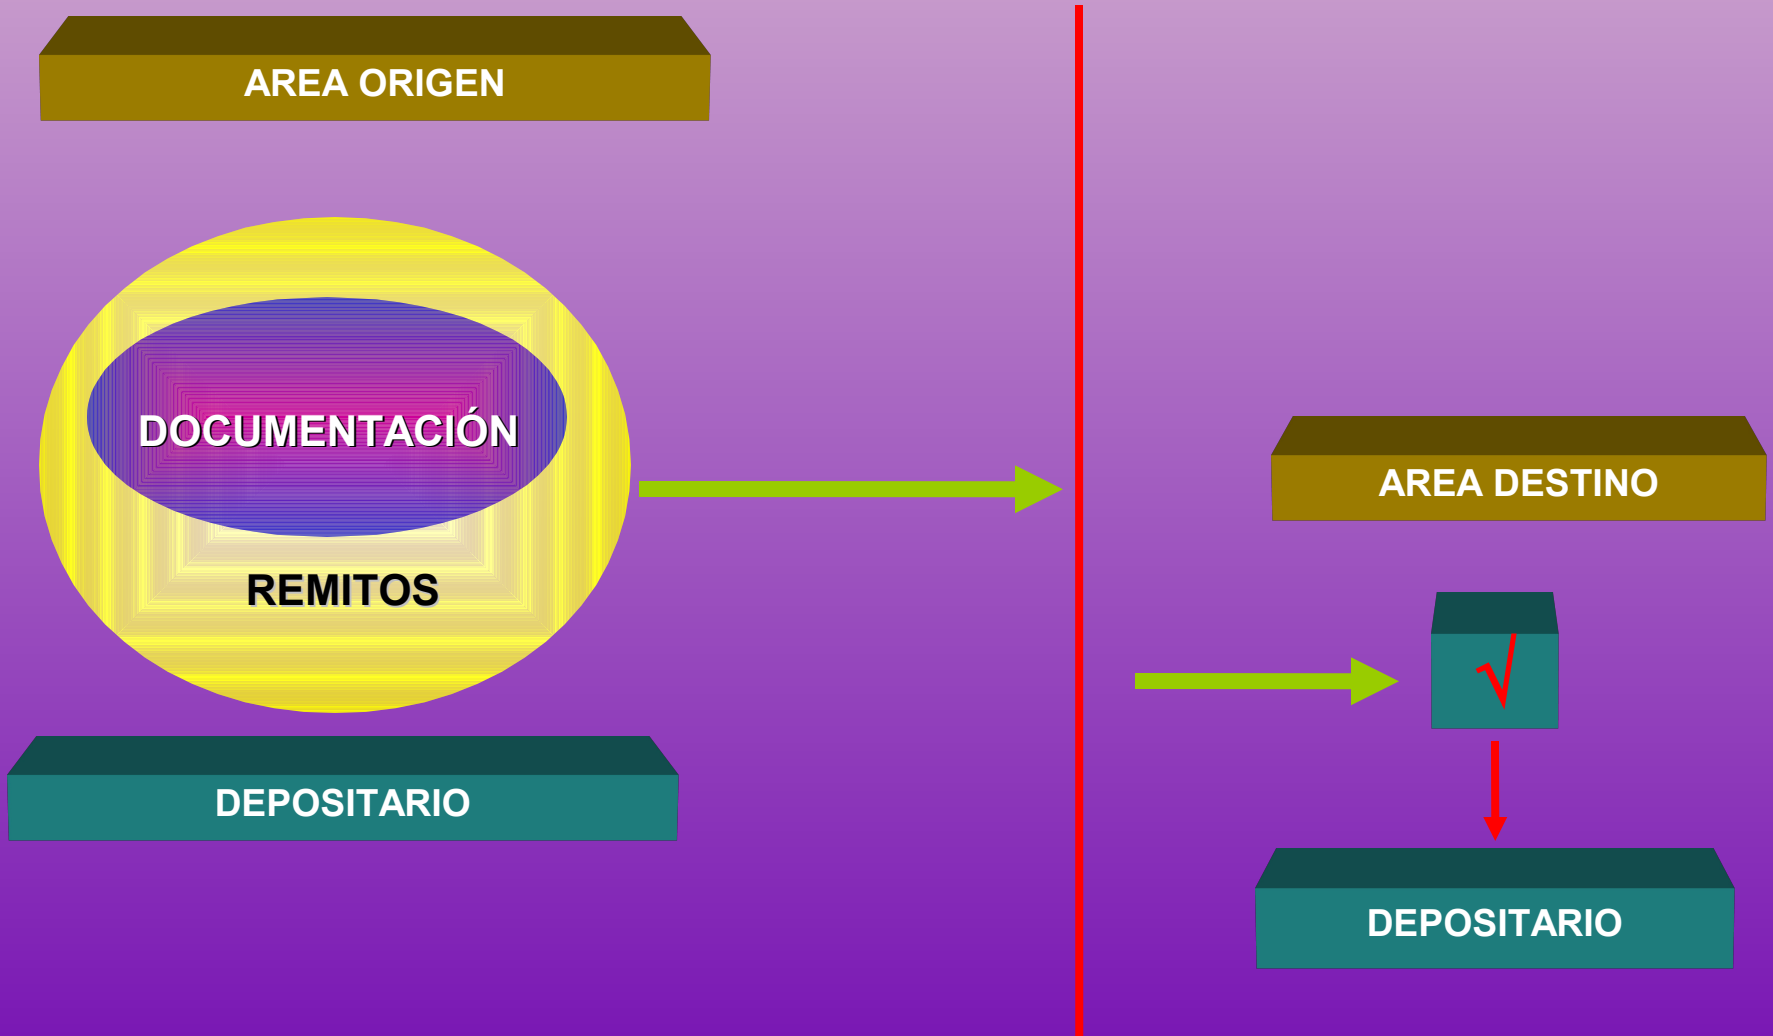 AREA ORIGEN
DOCUMENTACIÓN
REMITOS
DEPOSITARIO
AREA DESTINO
√
DEPOSITARIO